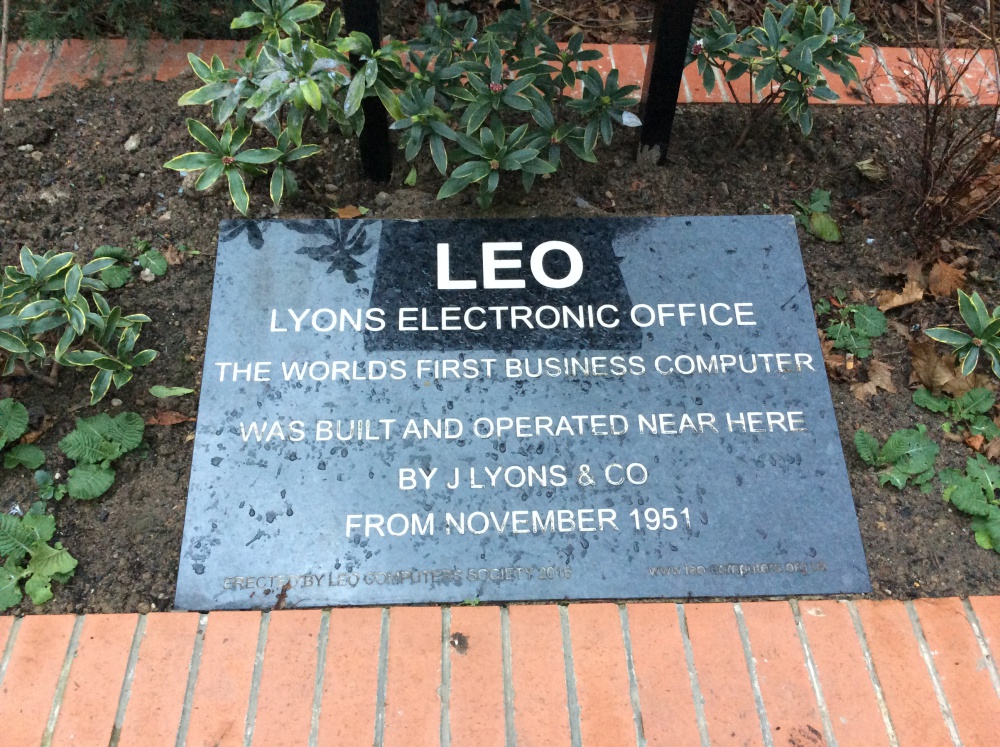 LEO
LYONS ELECTRONIC OFFICE
THE WORLDS FIRST BUSINESS COMPUTER
WAS BUILT AND OPERATED NEAR HERE
BY J LYONS & CO
FROM NOVEMBER 1951
ERECTED BY LEO COMPUTERS SOCIETY www.leo-computers.org.uk